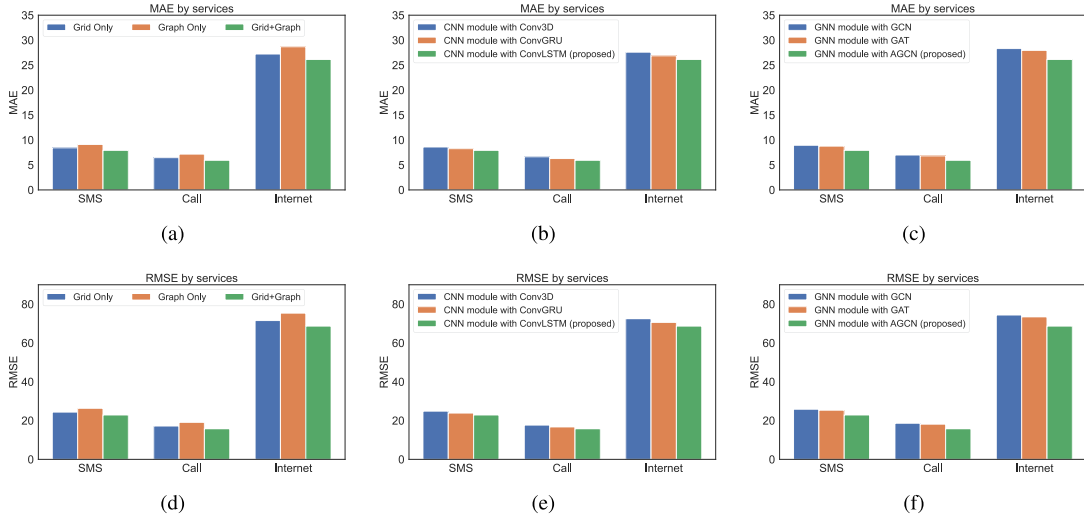 MAE by services
35
30
25
20
15
10
5
0
MAE
Grid Only Graph Only Grid+Graph
SMS Call Internet
(a)
MAE by services
35
30
25
20
15
10
5
0
MAE
CNN module with Conv3D
CNN module with ConvGRU
CNN module with ConvLSTM (proposed)
SMS Call Internet
(b)
MAE by services
35
30
25
20
15
10
5
0
MAE
GNN module with GCN
GNN module with GAT
GNN module with AGCN (proposed)
SMS Call Internet
(c)
RMSE by services
80
60
40
20
0
RMSE
Grid Only Graph Only Grid+Graph
SMS Call Internet
(d)
RMSE by services
80
60
40
20
0
RMSE
CNN module with Conv3D
CNN module with ConvGRU
CNN module with ConvLSTM (proposed)
SMS Call Internet
(e)
RMSE by services
80
60
40
20
0
RMSE
GNN module with GCN
GNN module with GAT
GNN module with AGCN (proposed)
SMS Call Internet
(f)